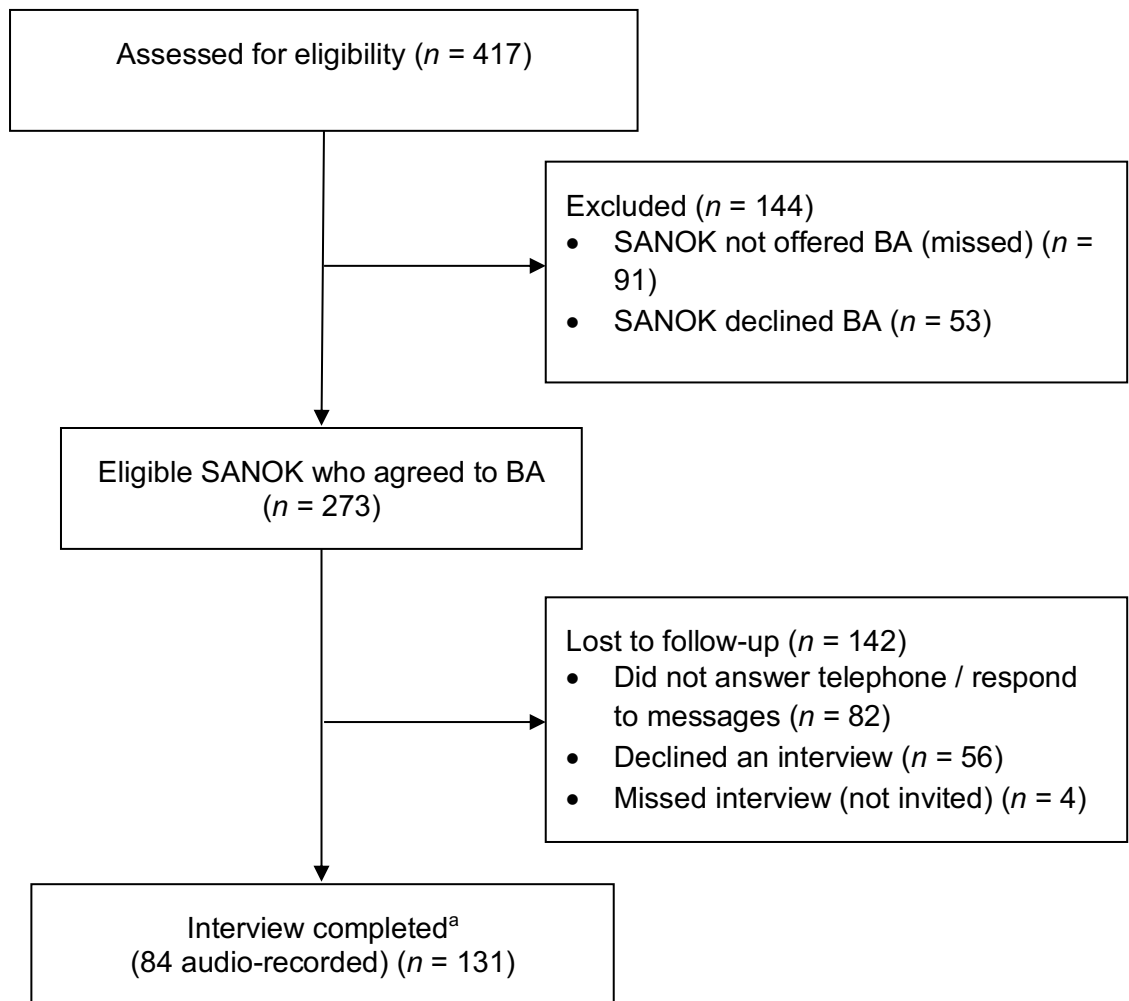 Assessed for eligibility (n = 417)
Excluded (n = 144)
• SANOK not offered BA (missed) (n =
91)
• SANOK declined BA (n = 53)
Eligible SANOK who agreed to BA
(n = 273)
Lost to follow-up (n = 142)
• Did not answer telephone / respond
to messages (n = 82)
• Declined an interview (n = 56)
• Missed interview (not invited) (n = 4)
Interview completedᵃ
(84 audio-recorded) (n = 131)